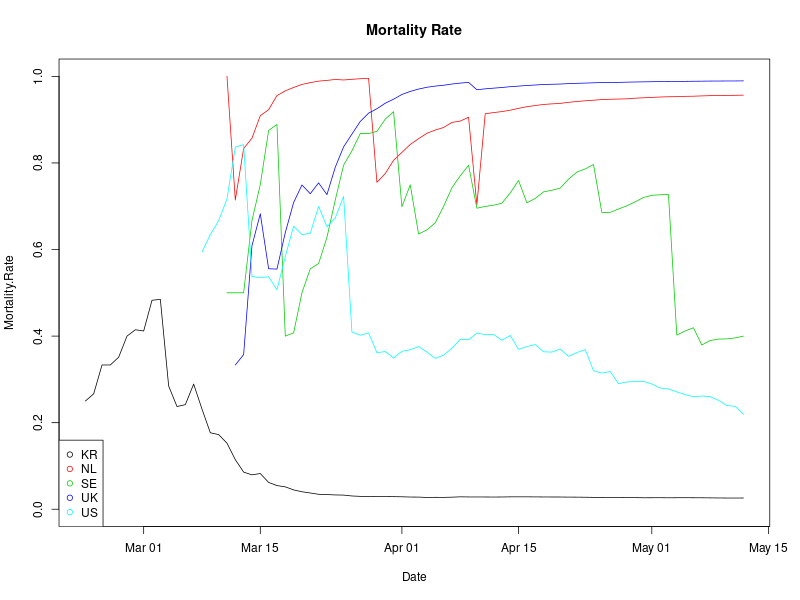 Mortality Rate
Mortality.Rate
1.0
0.8
0.6
0.4
0.2
0.0
KR
NL
SE
UK
US
Mar 01 Mar 15 Apr 01 Apr 15 May 01 May 15
Date